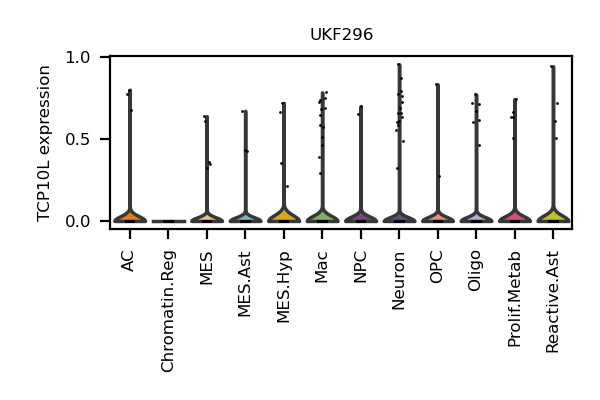 UKF296
TCP10L expression
1.0
0.5
0.0
AC
Chromatin.Reg
MES
MES.Ast
MES.Hyp
Mac
NPC
Neuron
OPC
Oligo
Prolif.Metab
Reactive.Ast